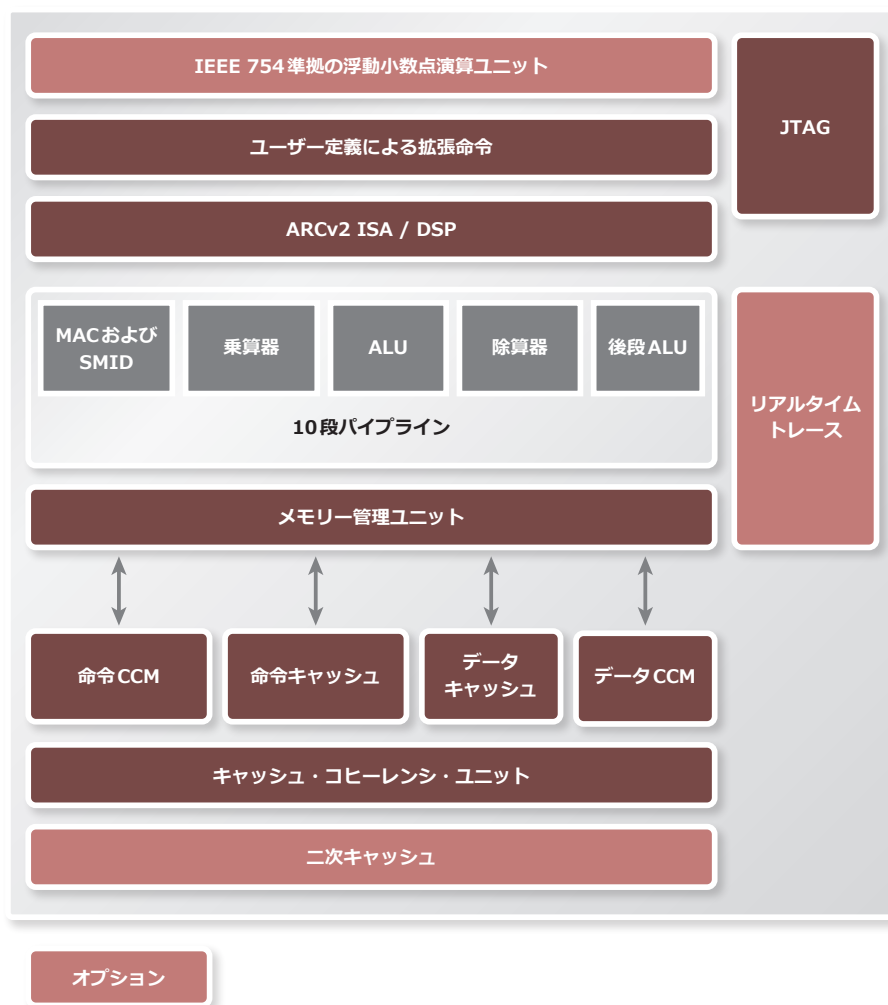 IEEE 754準拠の浮動小数点演算ユニット
JTAG
ユーザー定義による拡張命令
ARCv2 ISA / DSP
MACおよび
SMID
乗算器
ALU
除算器
後段ALU
10段パイプライン
リアルタイム
トレース
メモリー管理ユニット
命令CCM
命令キャッシュ
データ
キャッシュ
データCCM
キャッシュ・コヒーレンシ・ユニット
二次キャッシュ
オプション